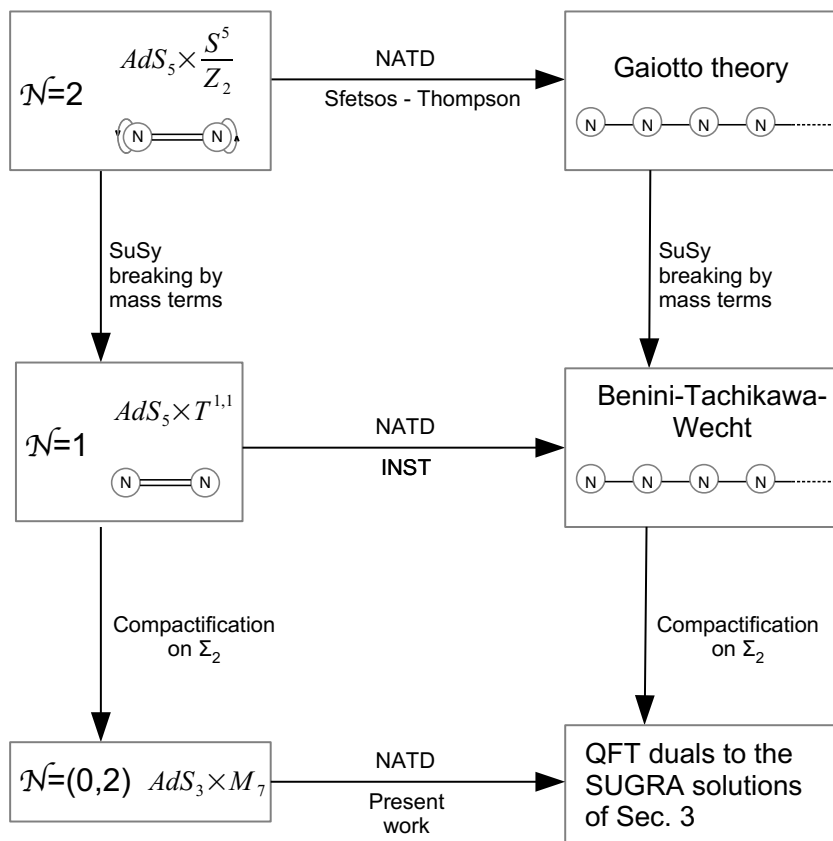 𝒩=2 AdS₅ × S⁵/Z₂
N N
NATD
Sfetsos - Thompson
Gaiotto theory
N N N N
SuSy
breaking by
mass terms
SuSy
breaking by
mass terms
𝒩=1 AdS₅ × T¹,¹
N N
NATD
INST
Benini-Tachikawa-
Wecht
N N N N
Compactification
on Σ₂
Compactification
on Σ₂
𝒩=(0,2) AdS₃ × M₇
NATD
Present
work
QFT duals to the
SUGRA solutions
of Sec. 3